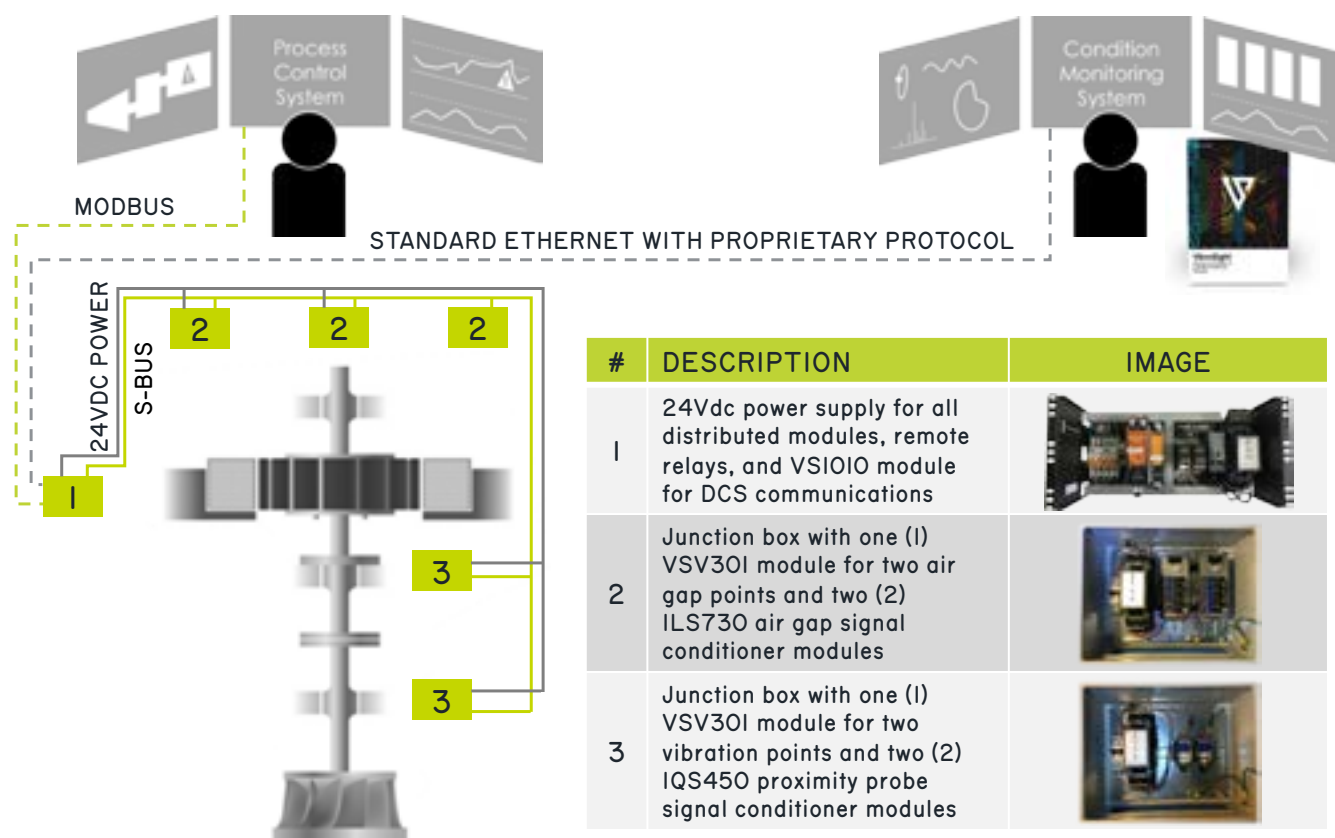 Process
Control
System
Condition
Monitoring
System
MODBUS
STANDARD ETHERNET WITH PROPRIETARY PROTOCOL
24VDC POWER
S-BUS
2
2
2
1
3
3
# DESCRIPTION IMAGE
1
24Vdc power supply for all
distributed modules, remote
relays, and VS1010 module
for DCS communications
2
Junction box with one (1)
VSV301 module for two air
gap points and two (2)
ILS730 air gap signal
conditioner modules
3
Junction box with one (1)
VSV301 module for two
vibration points and two (2)
IQS450 proximity probe
signal conditioner modules